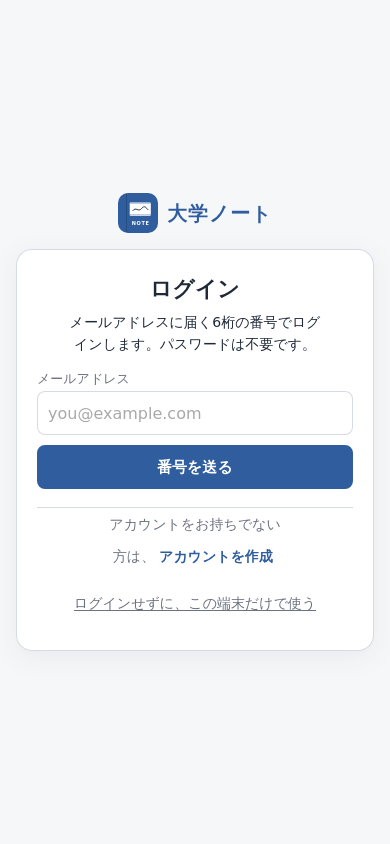 NOTE
大学ノート
ログイン
メールアドレスに届く6桁の番号でログ
インします。パスワードは不要です。
メールアドレス
you@example.com
番号を送る
アカウントをお持ちでない
方は、 アカウントを作成
ログインせずに、この端末だけで使う